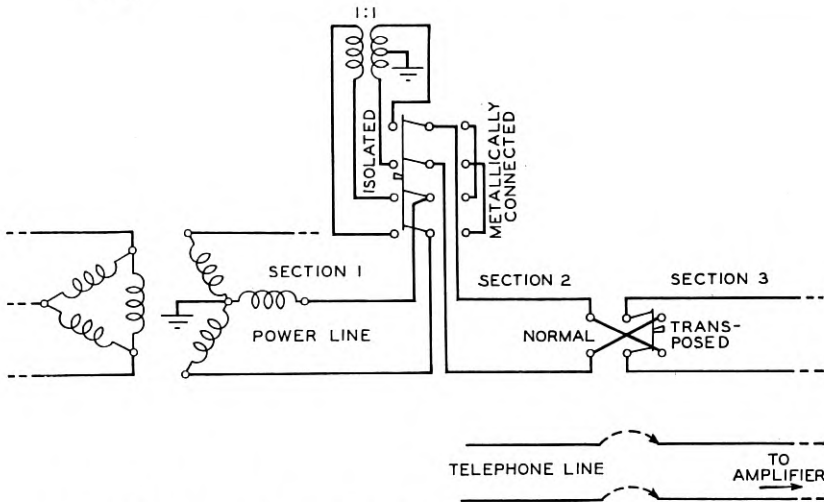 1:1
ISOLATED
METALLICALLY
CONNECTED
SECTION 1
SECTION 2
SECTION 3
POWER LINE
NORMAL
TRANS-
POSED
TELEPHONE LINE
TO
AMPLIFIER